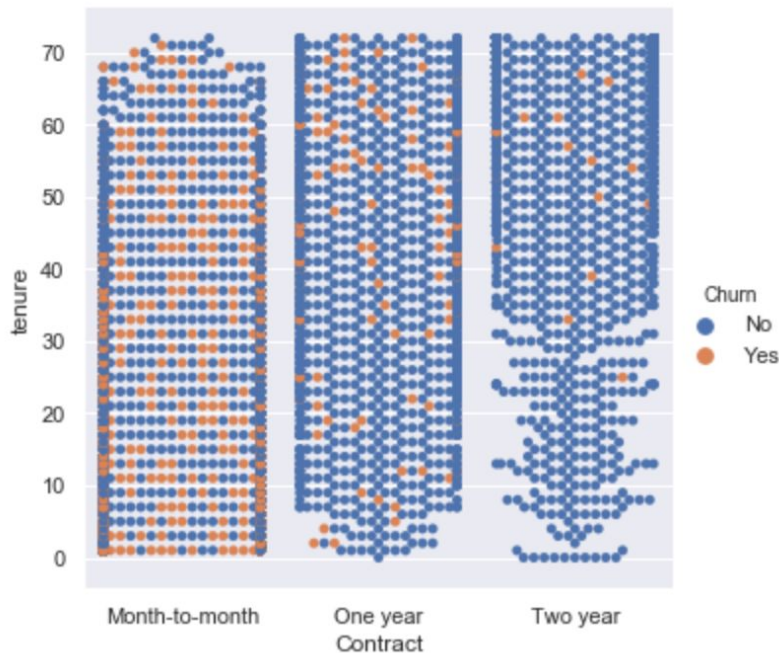 70
60
50
40
30
20
10
0
tenure
Month-to-month
One year
Two year
Contract
Churn
No
Yes